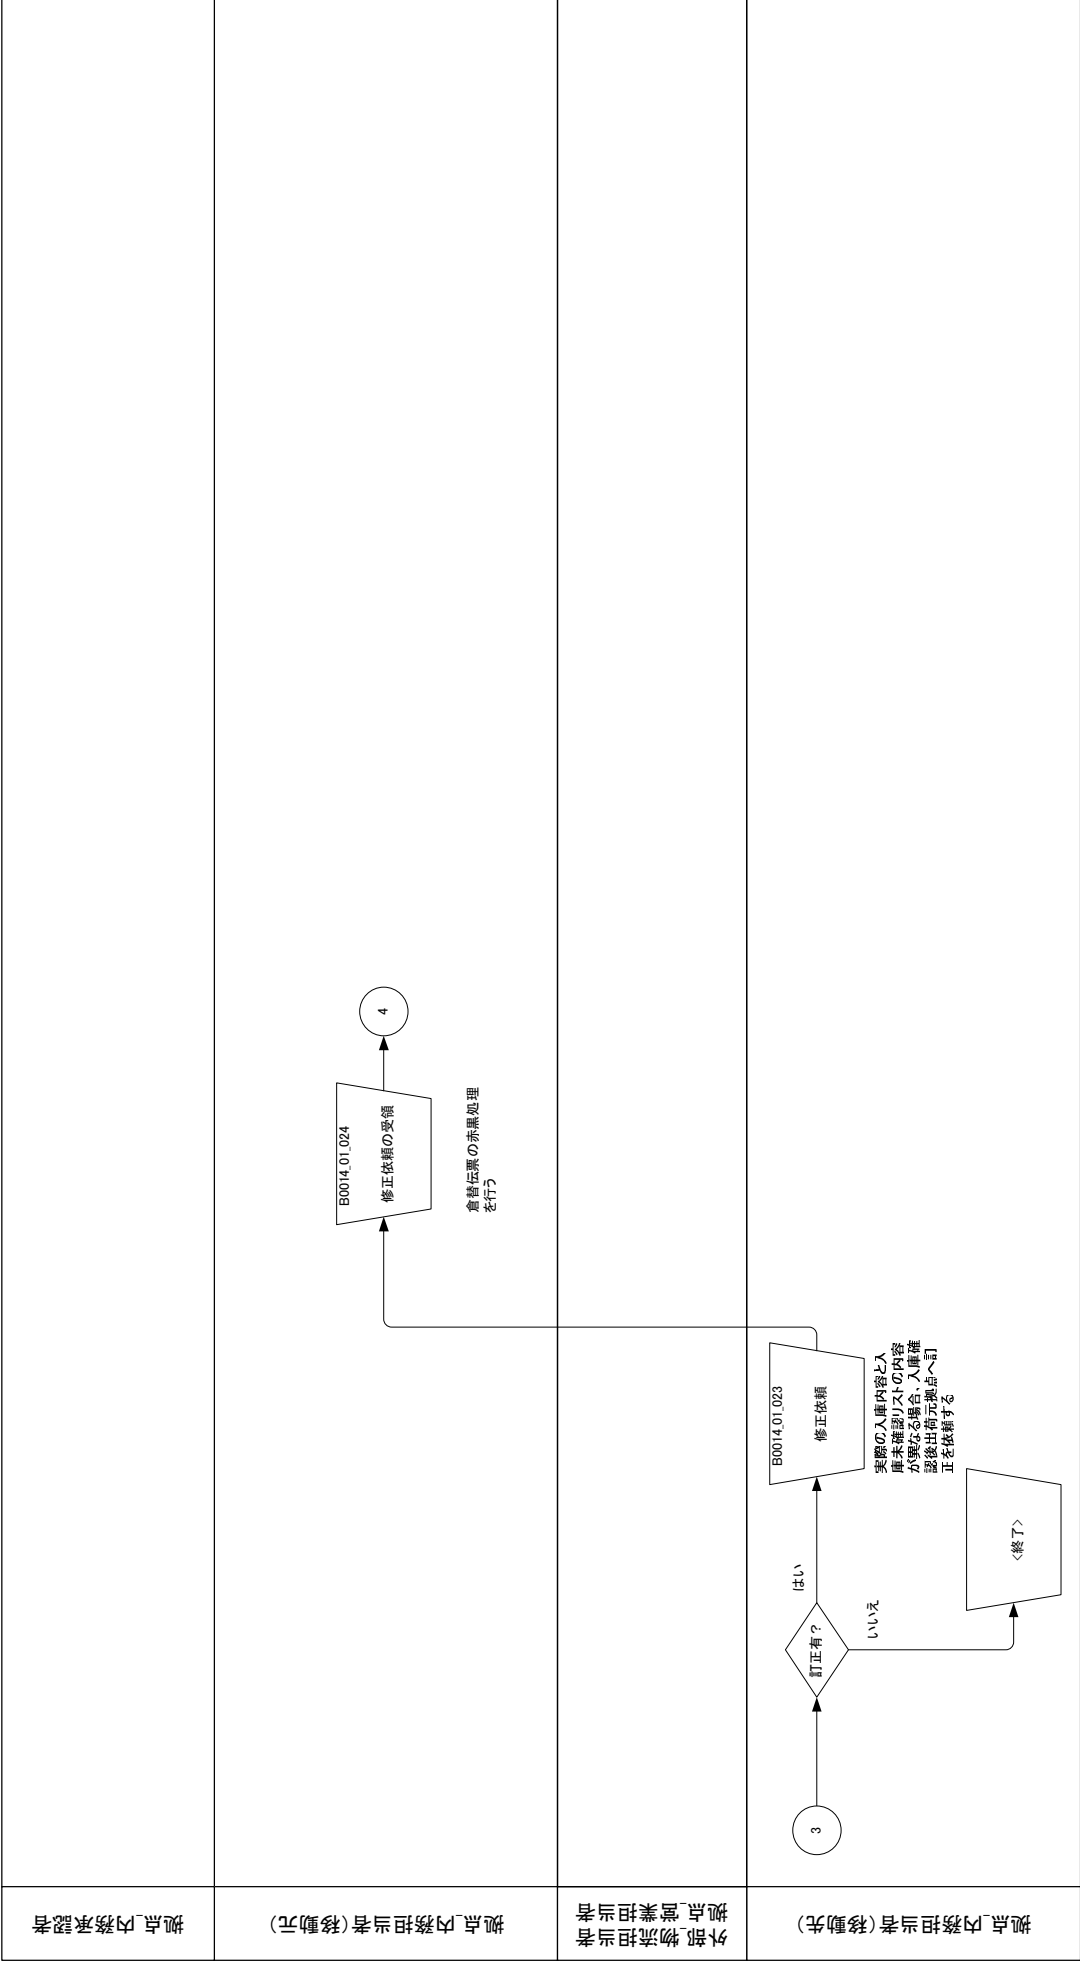 拠点_内務承認者
拠点_内務担当者(移動元)
外部_物流担当者
拠点_営業担当者
拠点_内務担当者(移動先)
3
訂正有?
はい
いいえ
<終了>
B0014_01_023
修正依頼
実際の入庫内容と入
庫未確認リストの内容
が異なる場合、入庫確
認後出荷元拠点へ訂
正を依頼する
B0014_01_024
修正依頼の受領
倉替伝票の赤黒処理
を行う
4